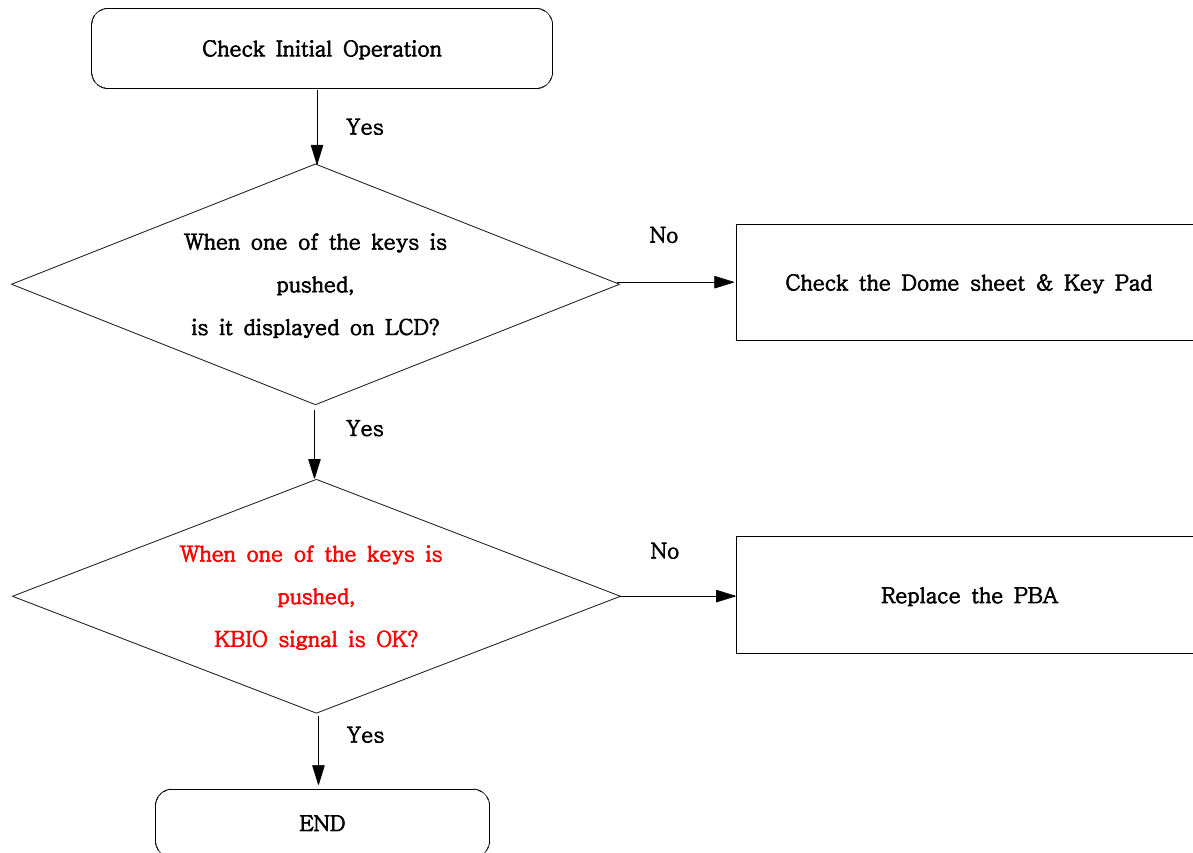 Check Initial Operation
Yes
When one of the keys is
pushed,
is it displayed on LCD?
No
Check the Dome sheet & Key Pad
Yes
When one of the keys is
pushed,
KBIO signal is OK?
No
Replace the PBA
Yes
END